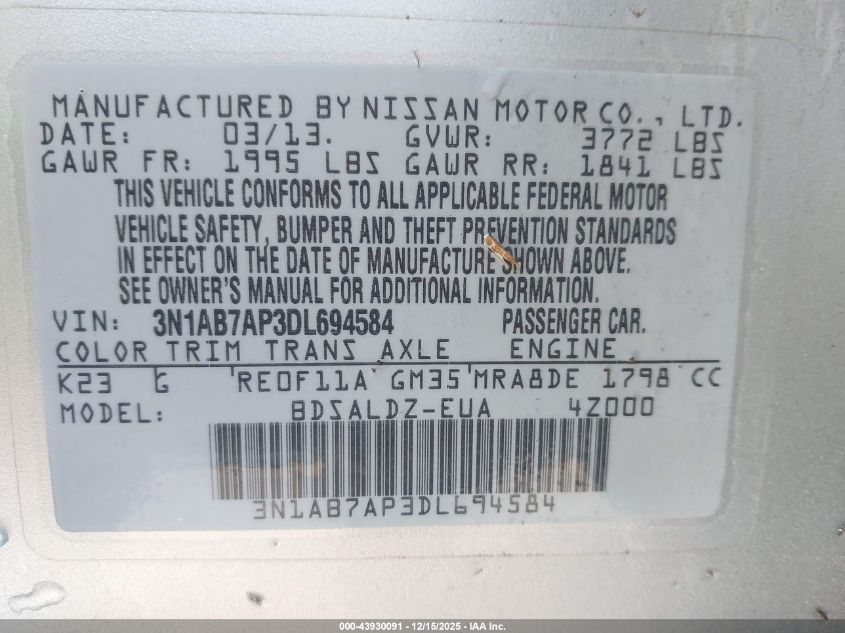 MANUFACTURED BY NISSAN MOTOR CO., LTD.
DATE: 03/13. GVWR: 3772 LBS
GAWR FR: 1995 LBS GAWR RR: 1841 LBS
THIS VEHICLE CONFORMS TO ALL APPLICABLE FEDERAL MOTOR
VEHICLE SAFETY, BUMPER AND THEFT PREVENTION STANDARDS
IN EFFECT ON THE DATE OF MANUFACTURE SHOWN ABOVE.
SEE OWNER'S MANUAL FOR ADDITIONAL INFORMATION.
VIN: 3N1AB7AP3DL694584 PASSENGER CAR.
COLOR TRIM TRANS AXLE ENGINE
K23 G RE0F11A GM35 MRA8DE 1798 CC
MODEL: BDSALDZ-EUA 4Z000
3N1AB7AP3DL694584
000-43930091 - 12/15/2025 - IAA Inc.